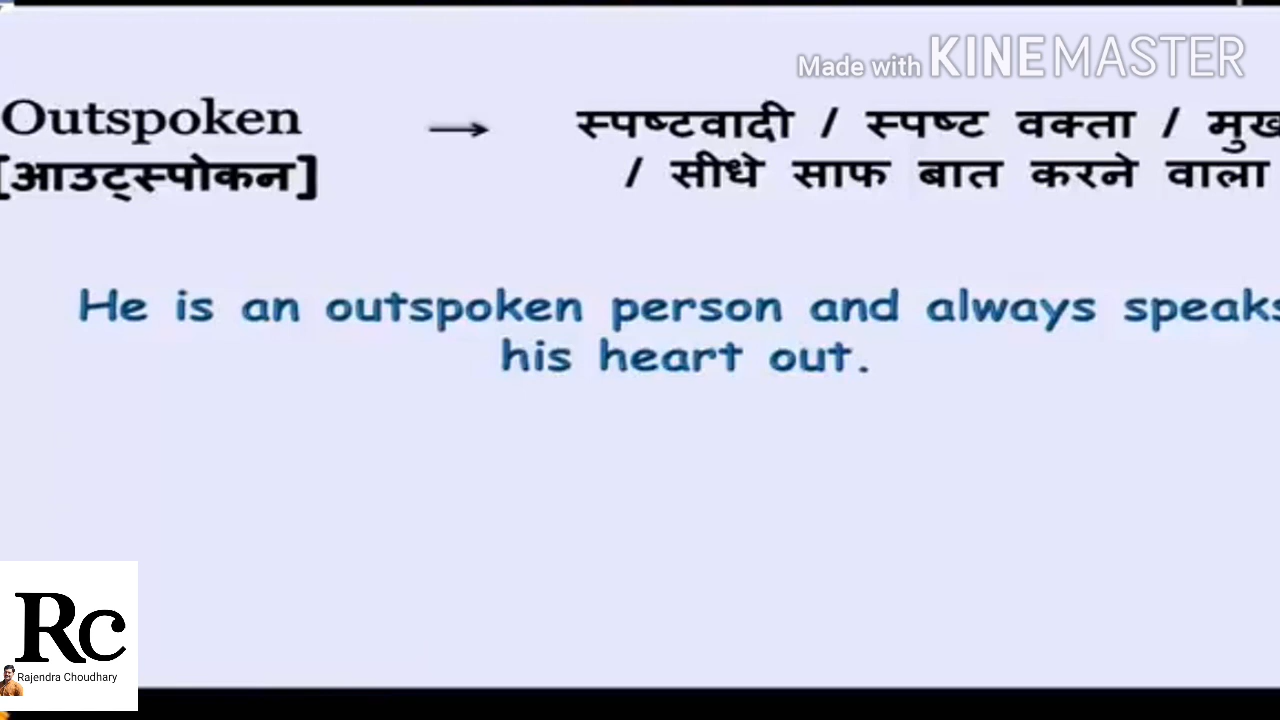 Made with KINEMASTER
Outspoken → स्पष्टवादी / स्पष्ट वक्ता /
[आउट्स्पोकन] / सीधे साफ बात करने वाला
He is an outspoken person and always speaks
his heart out.
Rc
Rajendra Choudhary